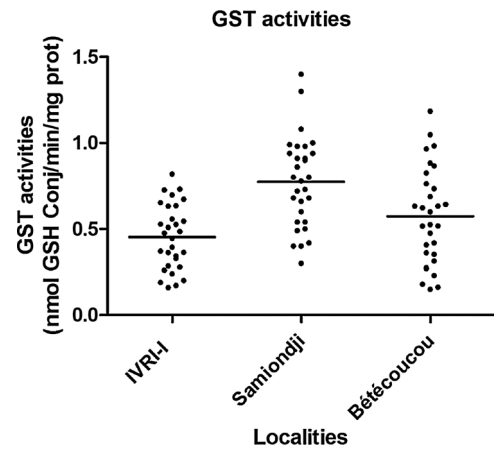 GST activities
GST activities
(nmol GSH Conj/min/mg prot)
1.5
1.0
0.5
0.0
IVRI-I
Samiondji
Bétécoucou
Localities